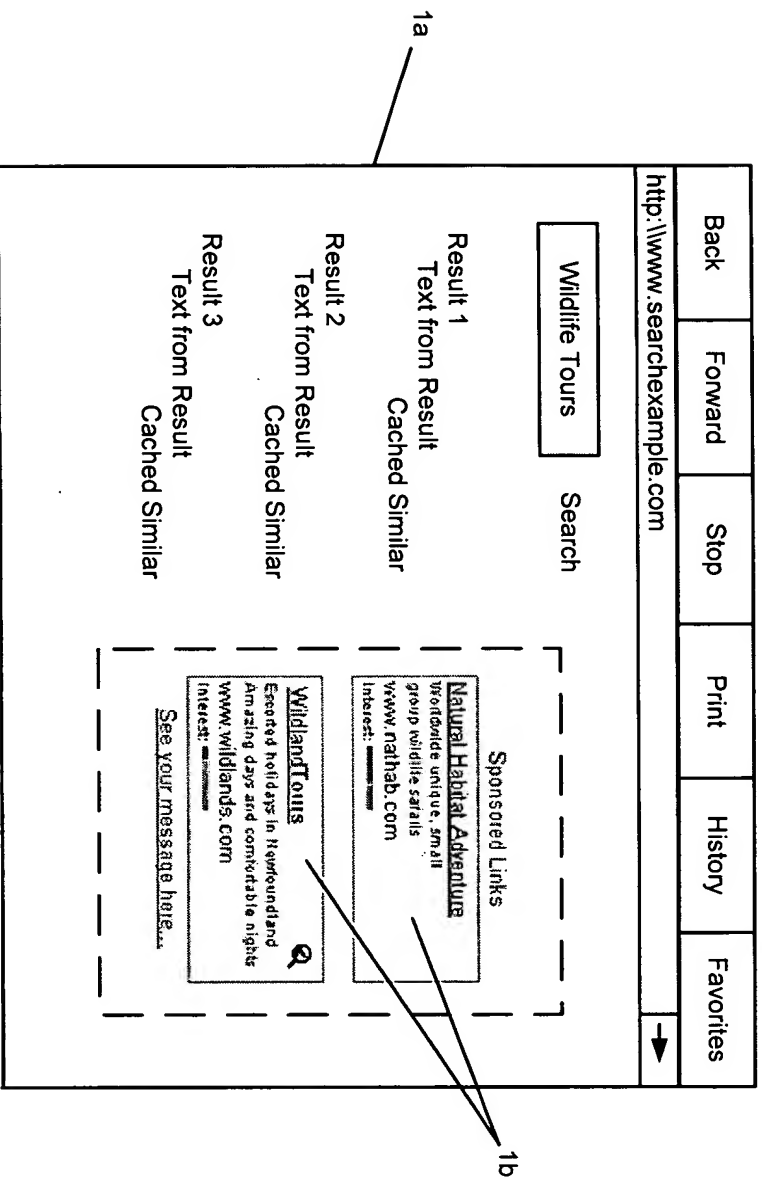 1a
Back Forward Stop Print History Favorites
http:\\www.searchexample.com
Wildlife Tours Search
Result 1
Text from Result
Cached Similar
Result 2
Text from Result
Cached Similar
Result 3
Text from Result
Cached Similar
Sponsored Links
Natural Habitat Adventure
Worldwide unique, small
group wildlife safaris
www.nathab.com
Interest:
WildlandTours
Escorted holidays in Newfoundland
Amazing days and comfortable nights
www.wildlands.com
Interest:
See your message here...
1b